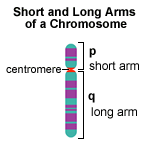 Short and Long Arms
of a Chromosome
p
short arm
centromere
q
long arm